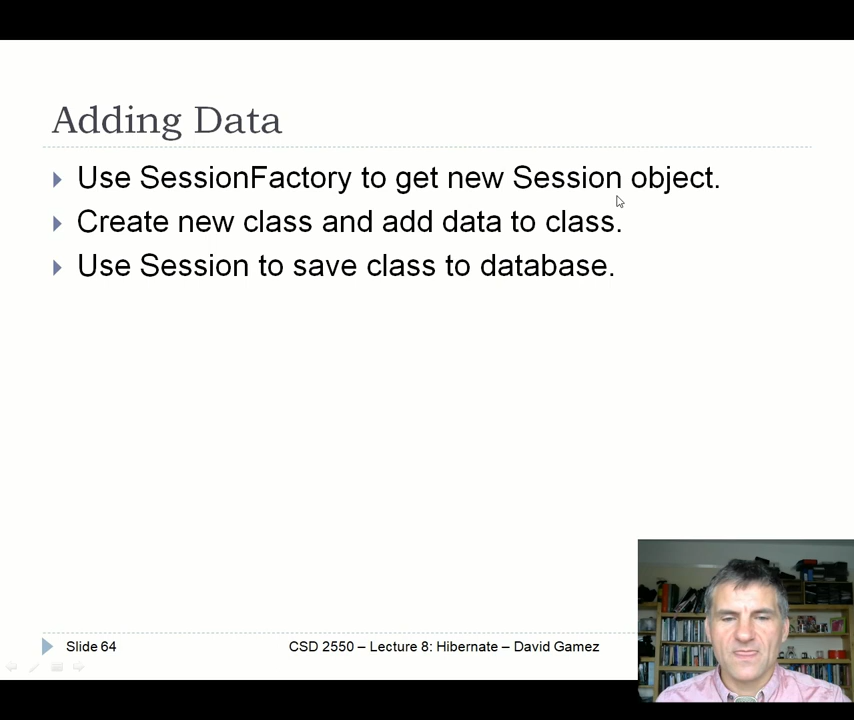 Adding Data
Use SessionFactory to get new Session object.
Create new class and add data to class.
Use Session to save class to database.
Slide 64
CSD 2550 – Lecture 8: Hibernate – David Gamez